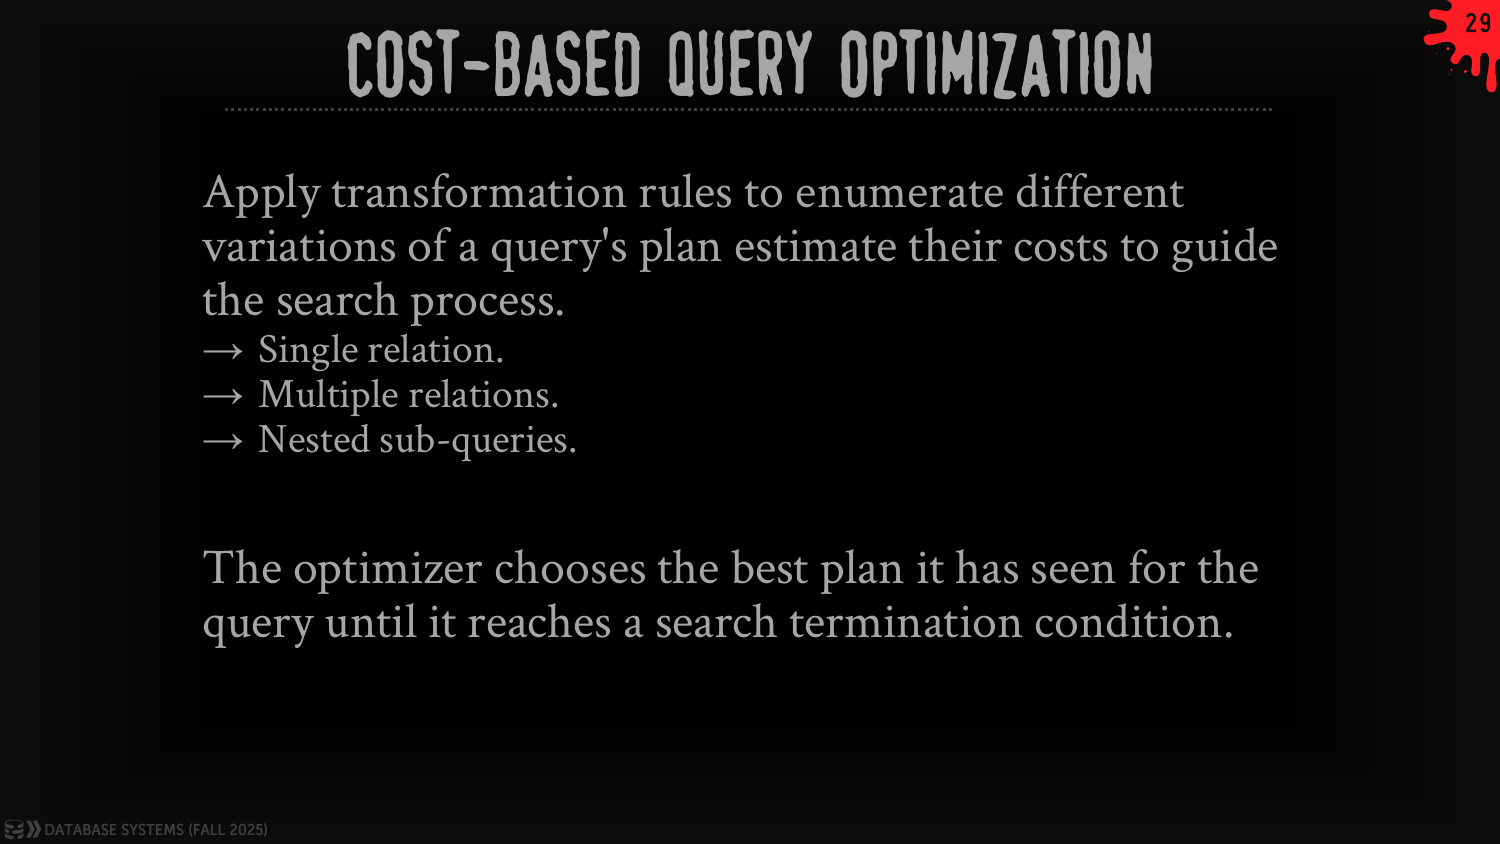 COST-BASED QUERY OPTIMIZATION
29
Apply transformation rules to enumerate different
variations of a query's plan estimate their costs to guide
the search process.
→ Single relation.
→ Multiple relations.
→ Nested sub-queries.
The optimizer chooses the best plan it has seen for the
query until it reaches a search termination condition.
DATABASE SYSTEMS (FALL 2025)